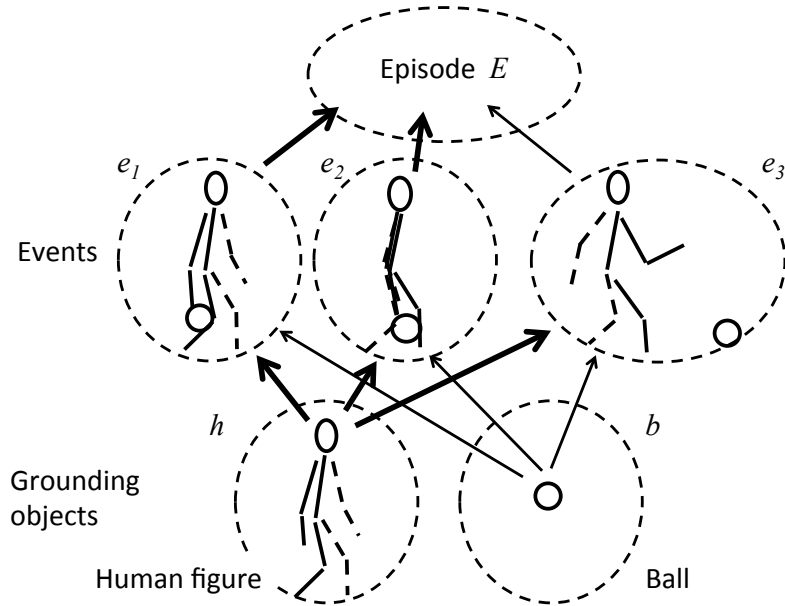 Episode E
e1
e2
e3
Events
h
b
Grounding
objects
Human figure
Ball